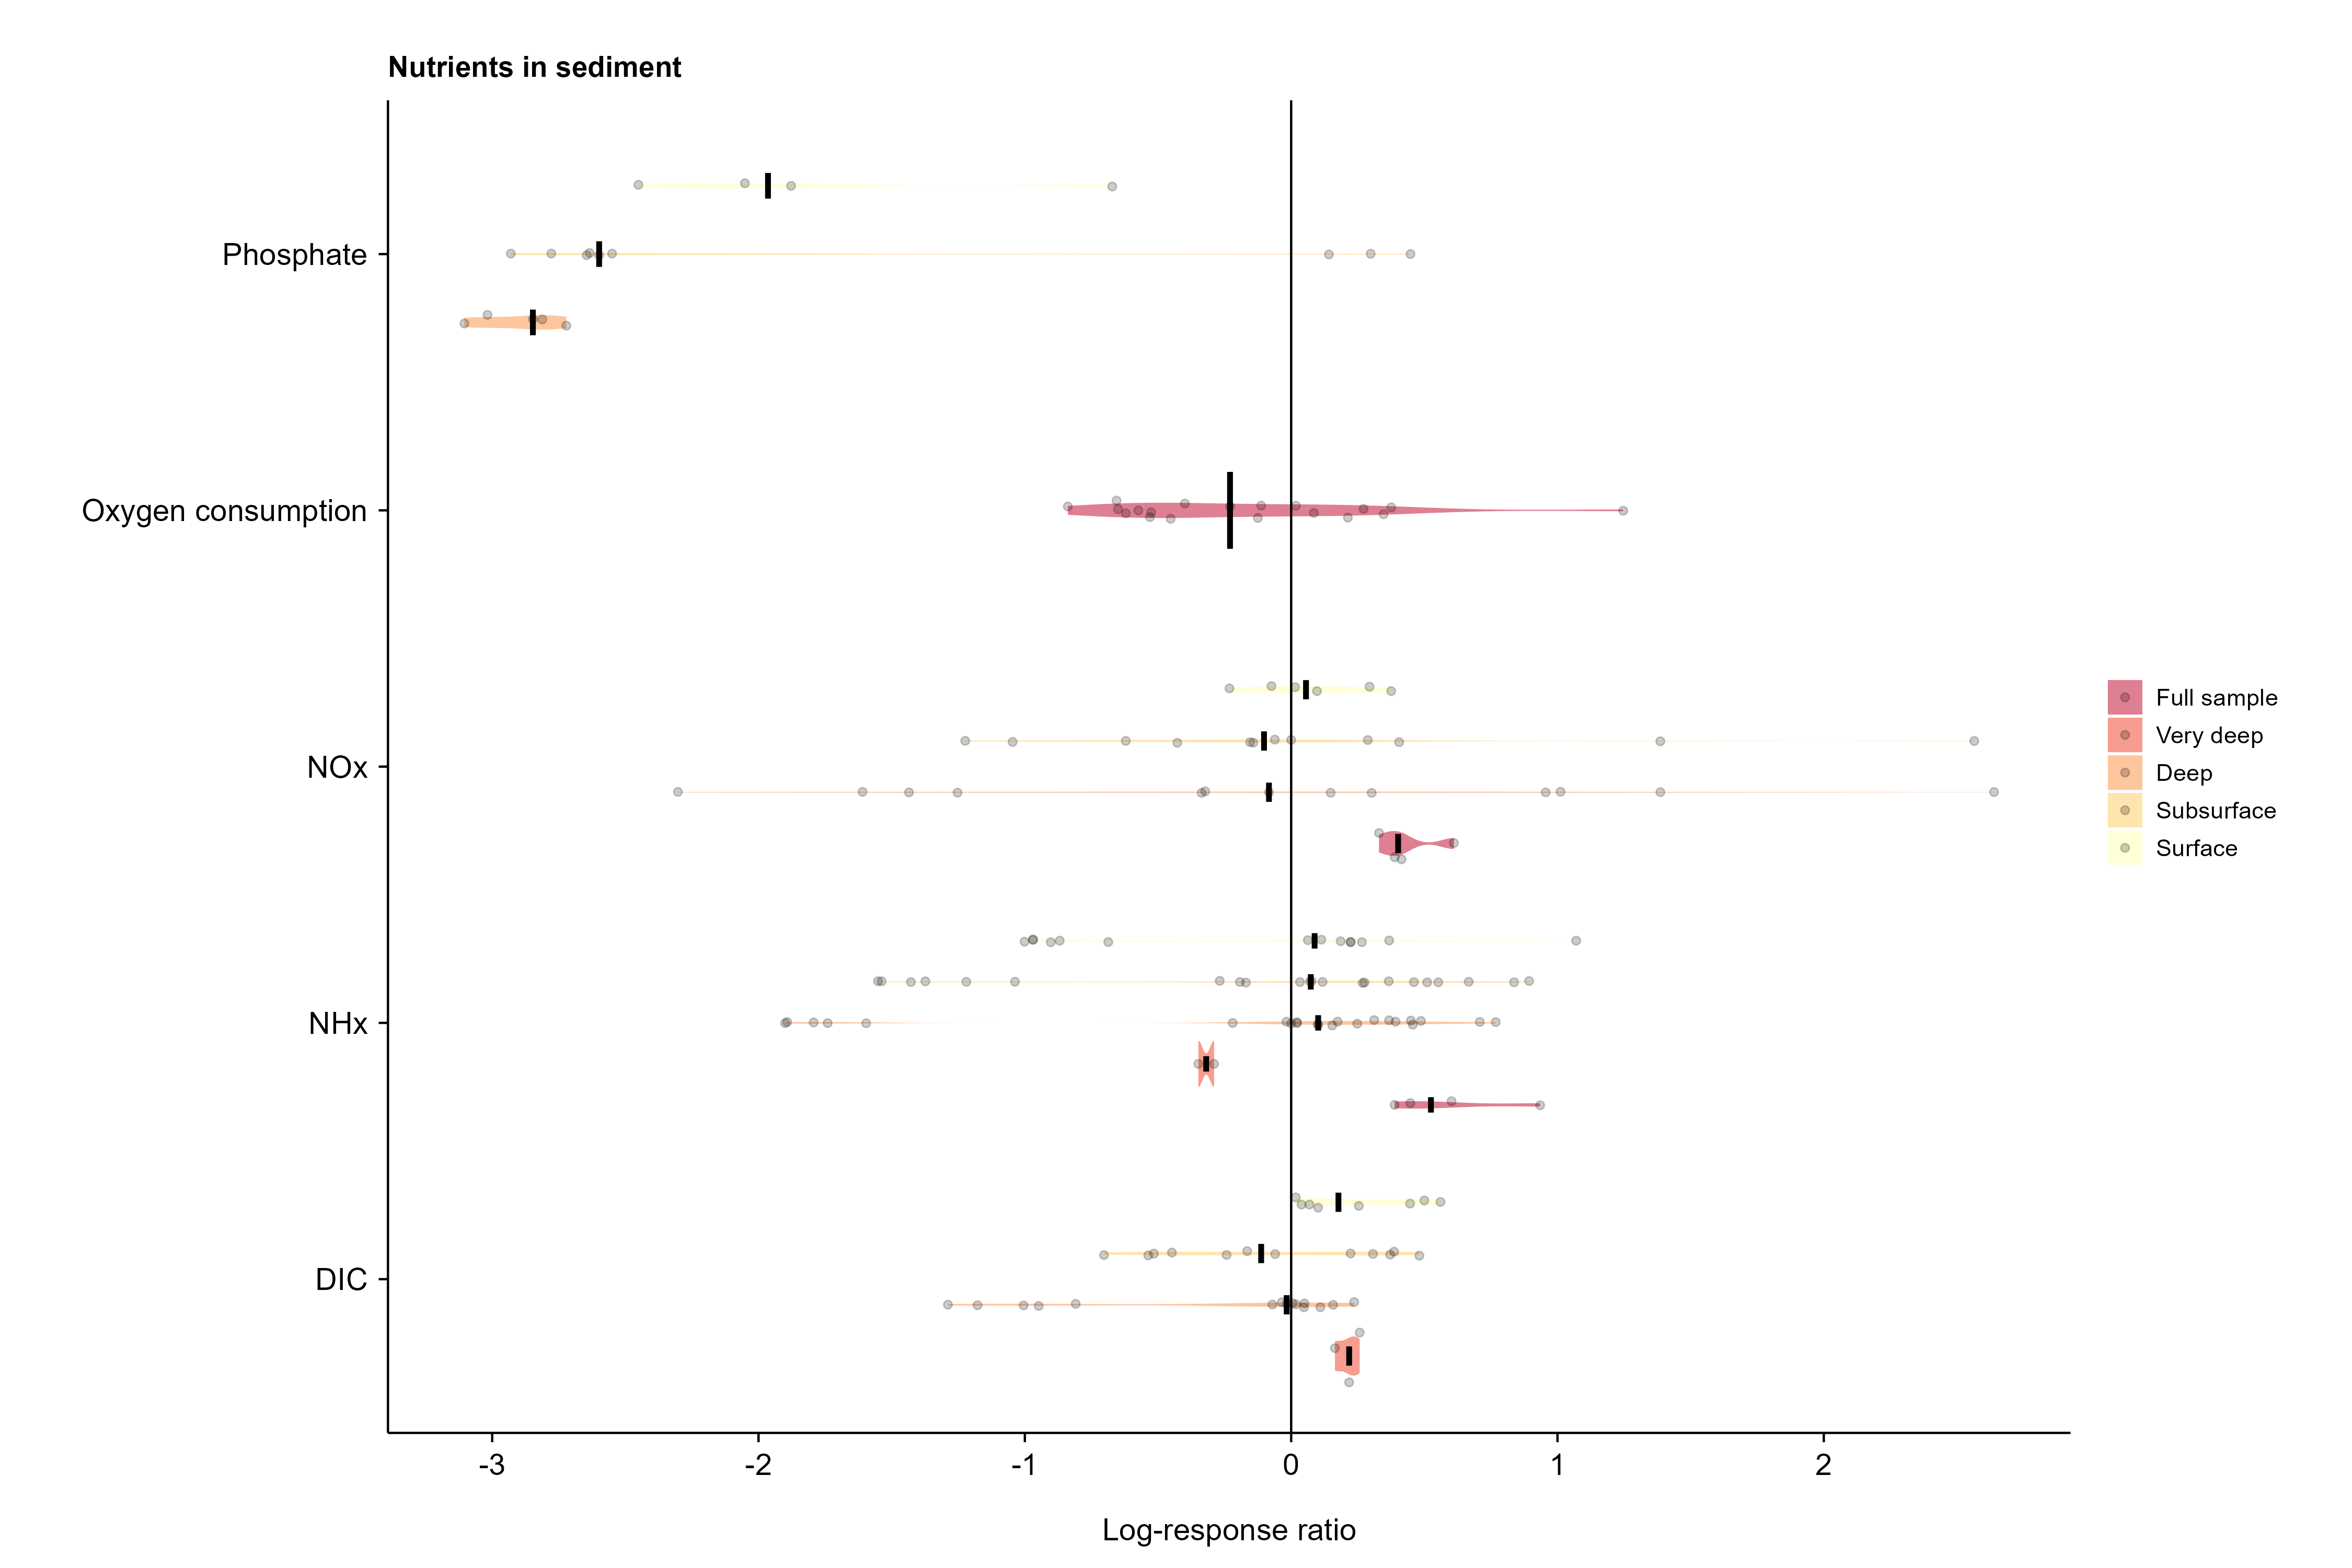 Nutrients in sediment
Phosphate
Oxygen consumption
NOx
NHx
DIC
-3 -2 -1 0 1 2
Log-response ratio
Full sample
Very deep
Deep
Subsurface
Surface